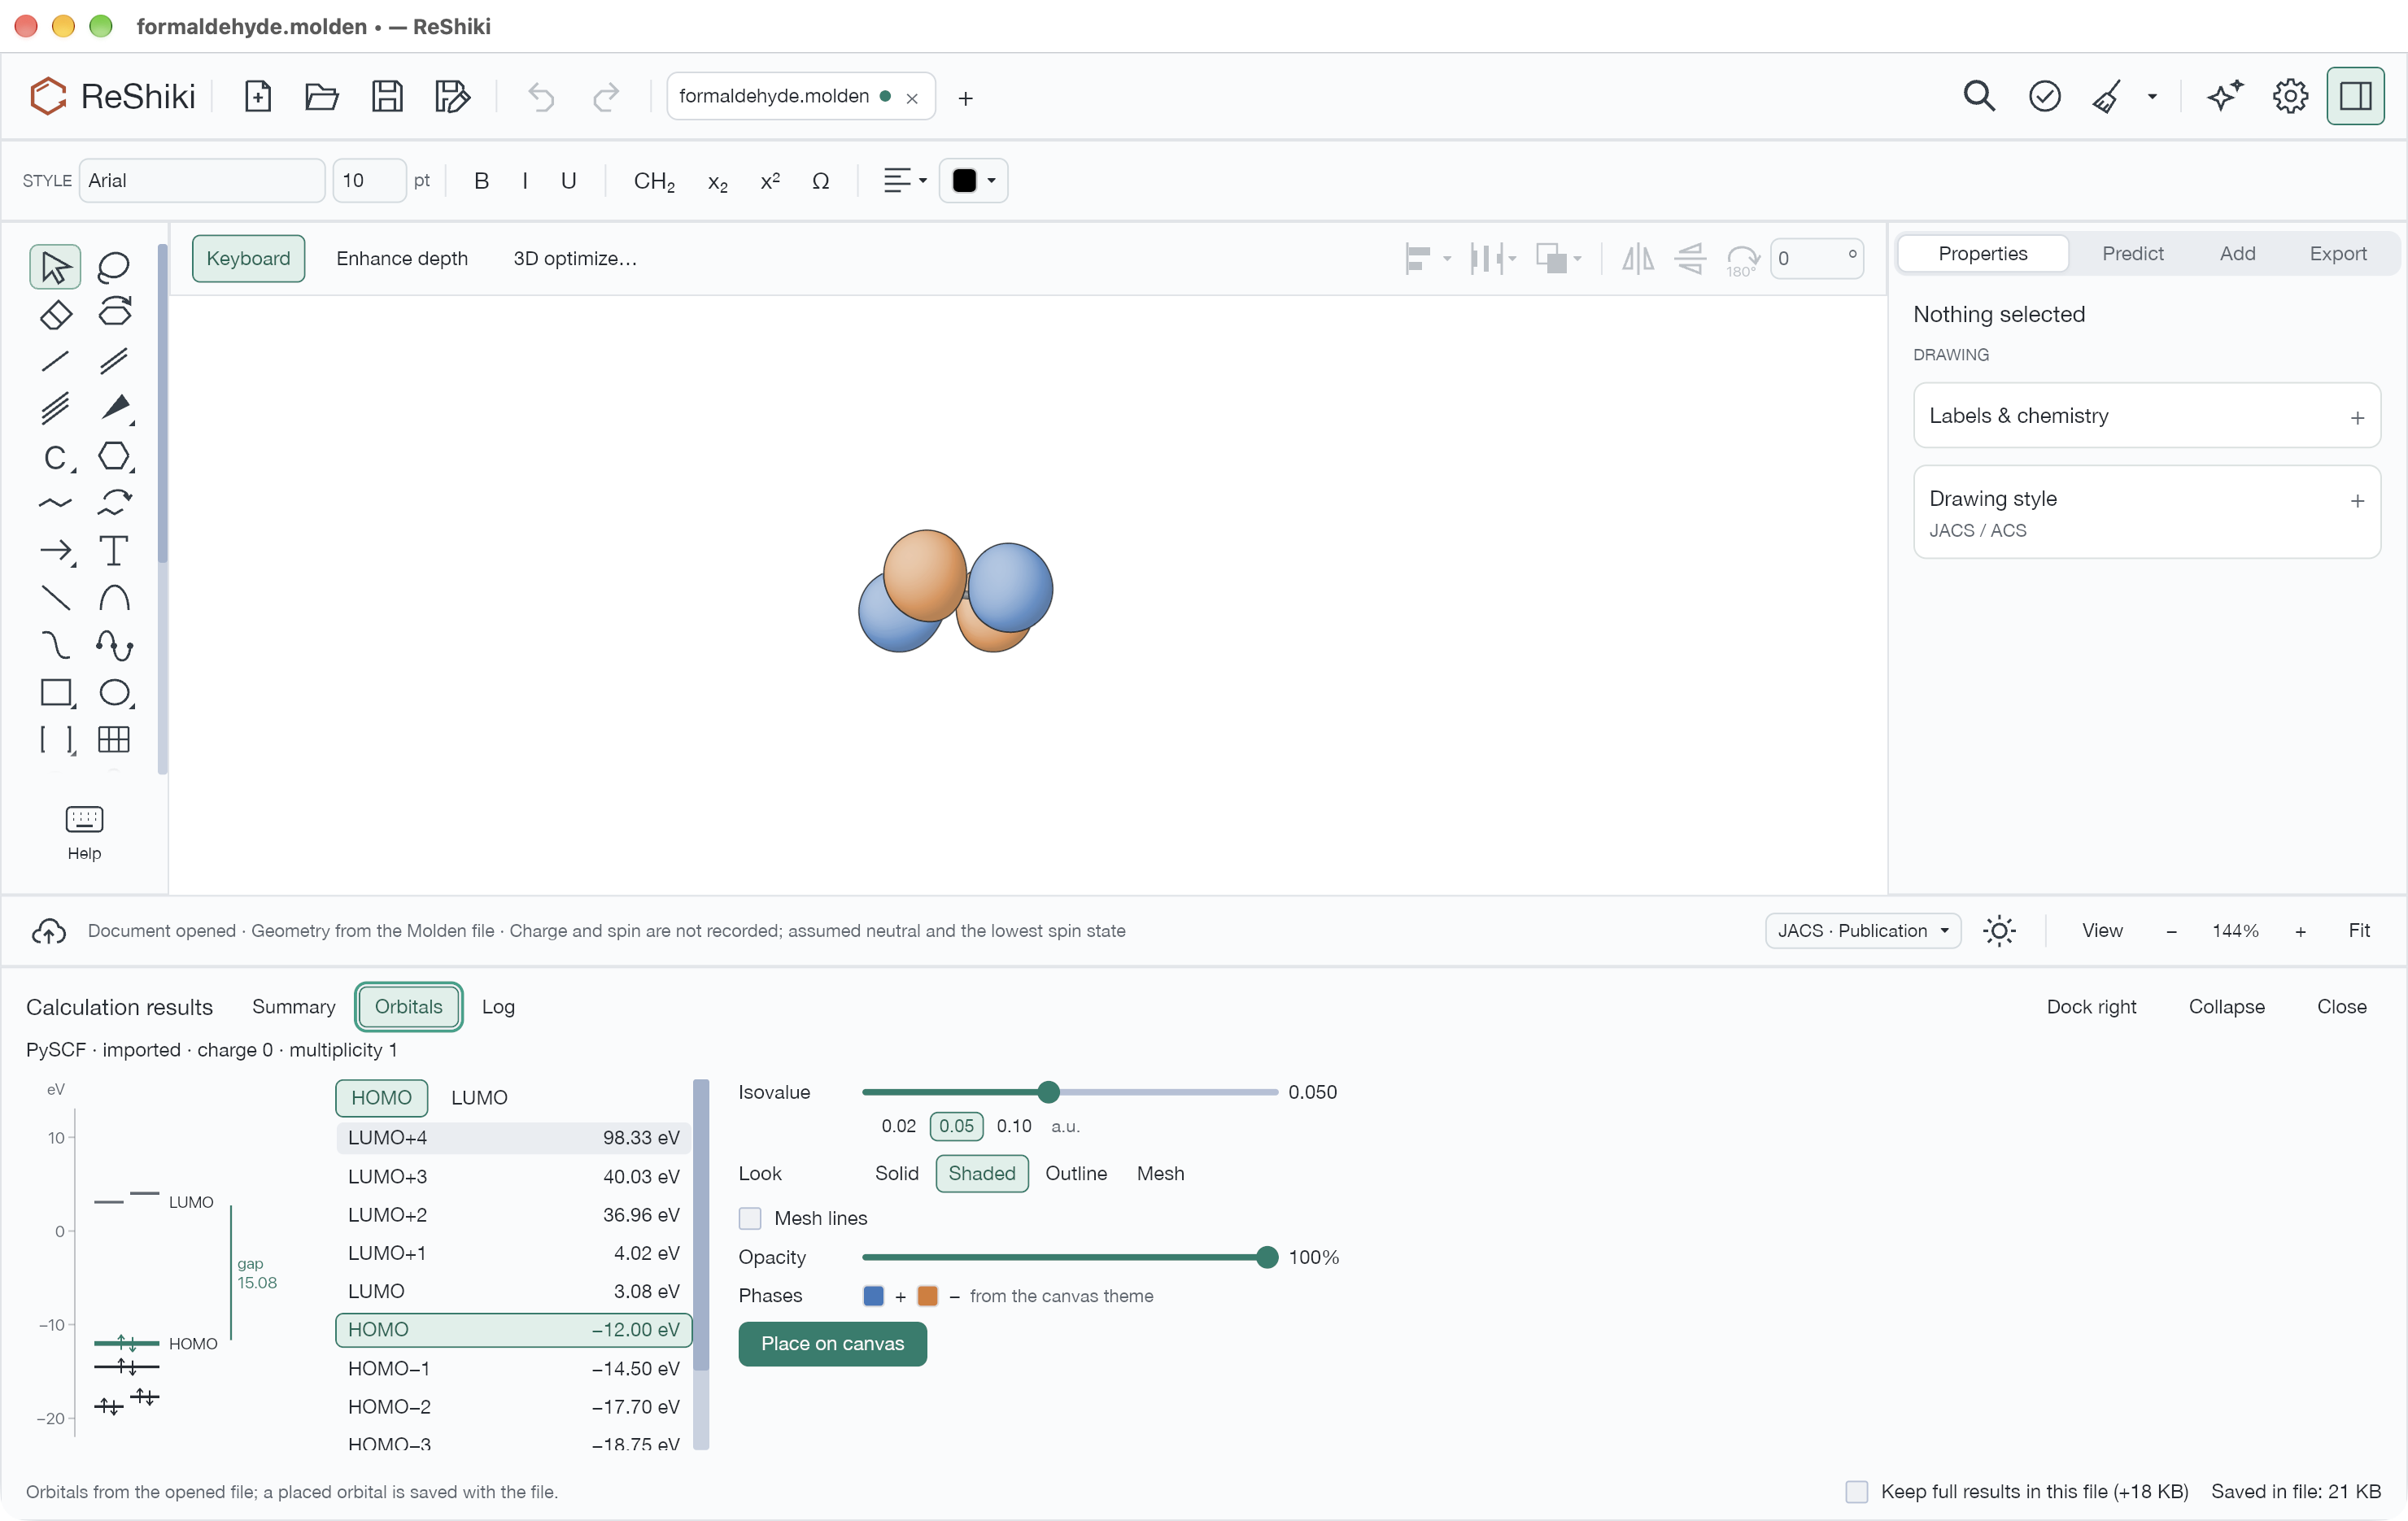 formaldehyde.molden • — ReShiki
ReShiki
formaldehyde.molden
STYLE Arial 10 pt B I U CH₂ x₂ x² Ω
Keyboard Enhance depth 3D optimize…
180° 0 °
Properties Predict Add Export
Nothing selected
DRAWING
Labels & chemistry +
Drawing style +
JACS / ACS
C
T
[ ]
Help
Document opened · Geometry from the Molden file · Charge and spin are not recorded; assumed neutral and the lowest spin state
JACS · Publication View − 144% + Fit
Calculation results Summary Orbitals Log Dock right Collapse Close
PySCF · imported · charge 0 · multiplicity 1
eV
10
0
−10
−20
LUMO
gap
15.08
HOMO
HOMO LUMO
LUMO+4 98.33 eV
LUMO+3 40.03 eV
LUMO+2 36.96 eV
LUMO+1 4.02 eV
LUMO 3.08 eV
HOMO −12.00 eV
HOMO−1 −14.50 eV
HOMO−2 −17.70 eV
HOMO−3 −18.75 eV
Isovalue 0.050
0.02 0.05 0.10 a.u.
Look Solid Shaded Outline Mesh
Mesh lines
Opacity 100%
Phases + − from the canvas theme
Place on canvas
Orbitals from the opened file; a placed orbital is saved with the file.
Keep full results in this file (+18 KB) Saved in file: 21 KB